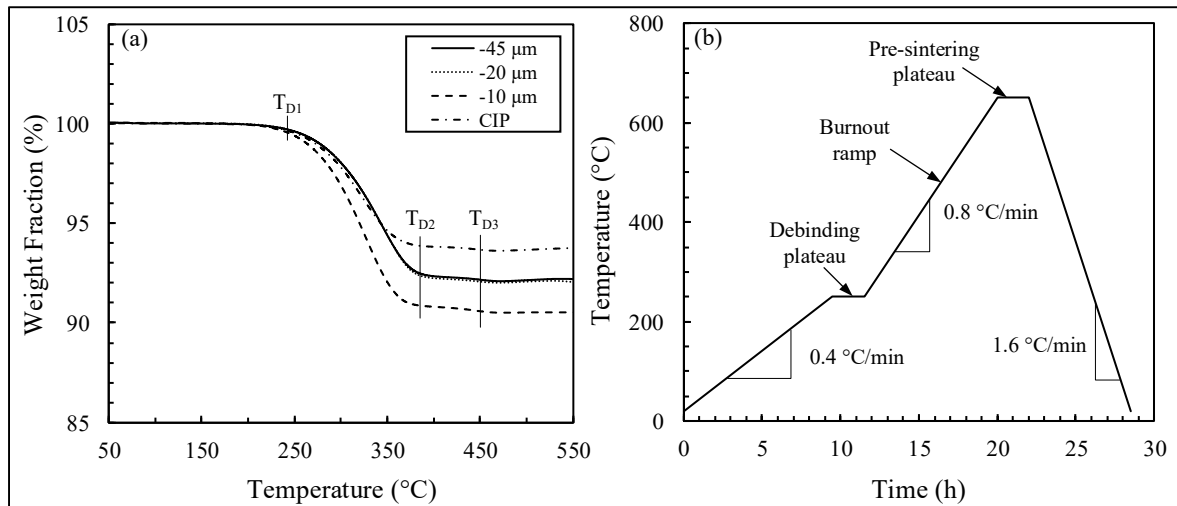 (a)
100
95
90
85
50
150
250
350
450
550
Weight Fraction (%)
Temperature (°C)
-45 μm
-20 μm
-10 μm
CIP
TD1
TD2
TD3
105
(b)
800
600
400
200
0
0
5
10
15
20
25
30
Temperature (°C)
Time (h)
Pre-sintering
plateau
Burnout
ramp
0.8 °C/min
Debinding
plateau
0.4 °C/min
1.6 °C/min